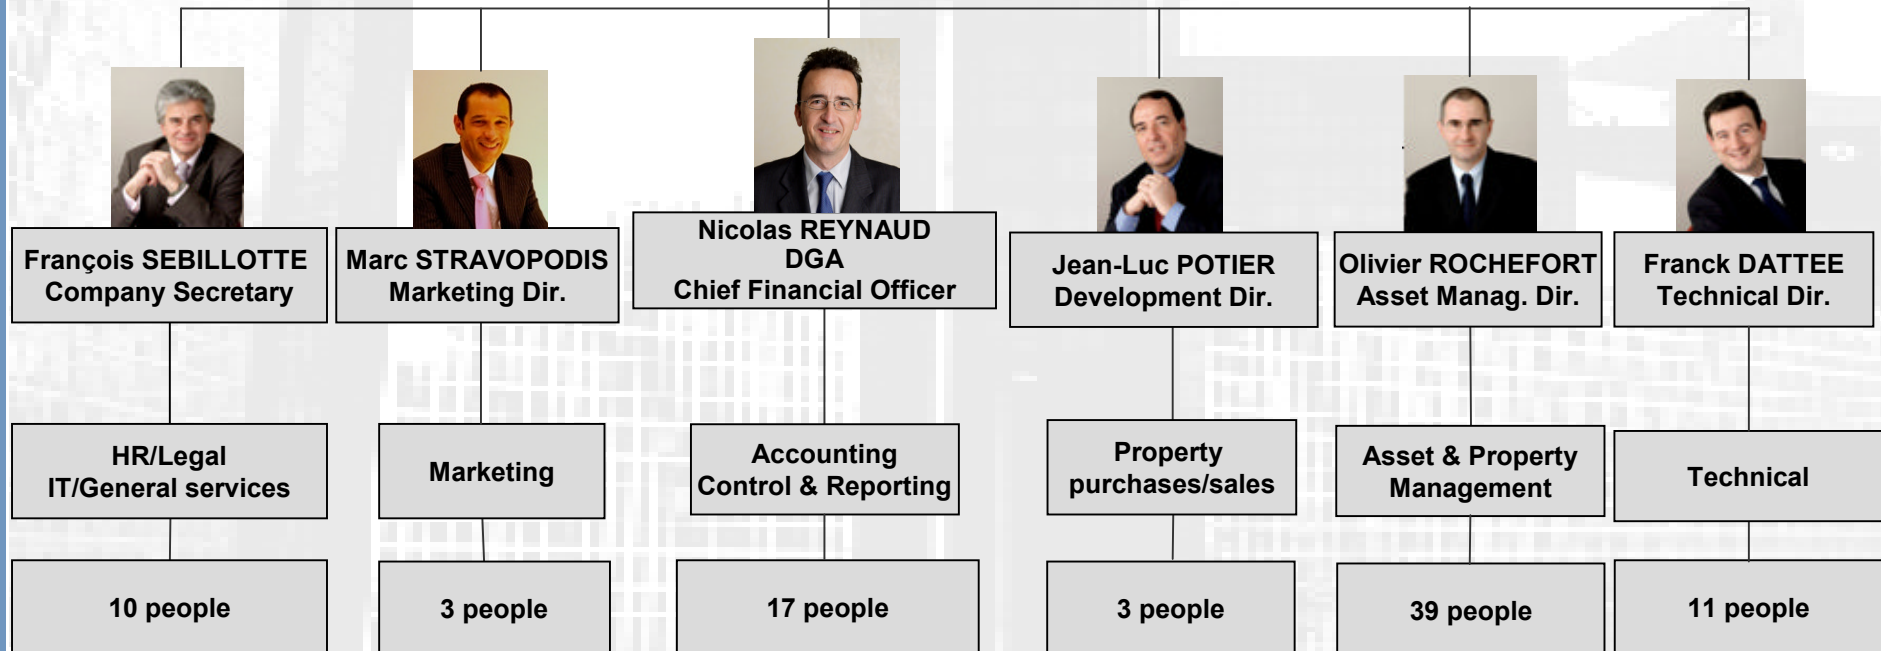 François SEBILLOTTE
Company Secretary
Marc STRAVOPODIS
Marketing Dir.
Nicolas REYNAUD
DGA
Chief Financial Officer
Jean-Luc POTIER
Development Dir.
Olivier ROCHEFORT
Asset Manag. Dir.
Franck DATTEE
Technical Dir.
HR/Legal
IT/General services
Marketing
Accounting
Control & Reporting
Property
purchases/sales
Asset & Property
Management
Technical
10 people
3 people
17 people
3 people
39 people
11 people